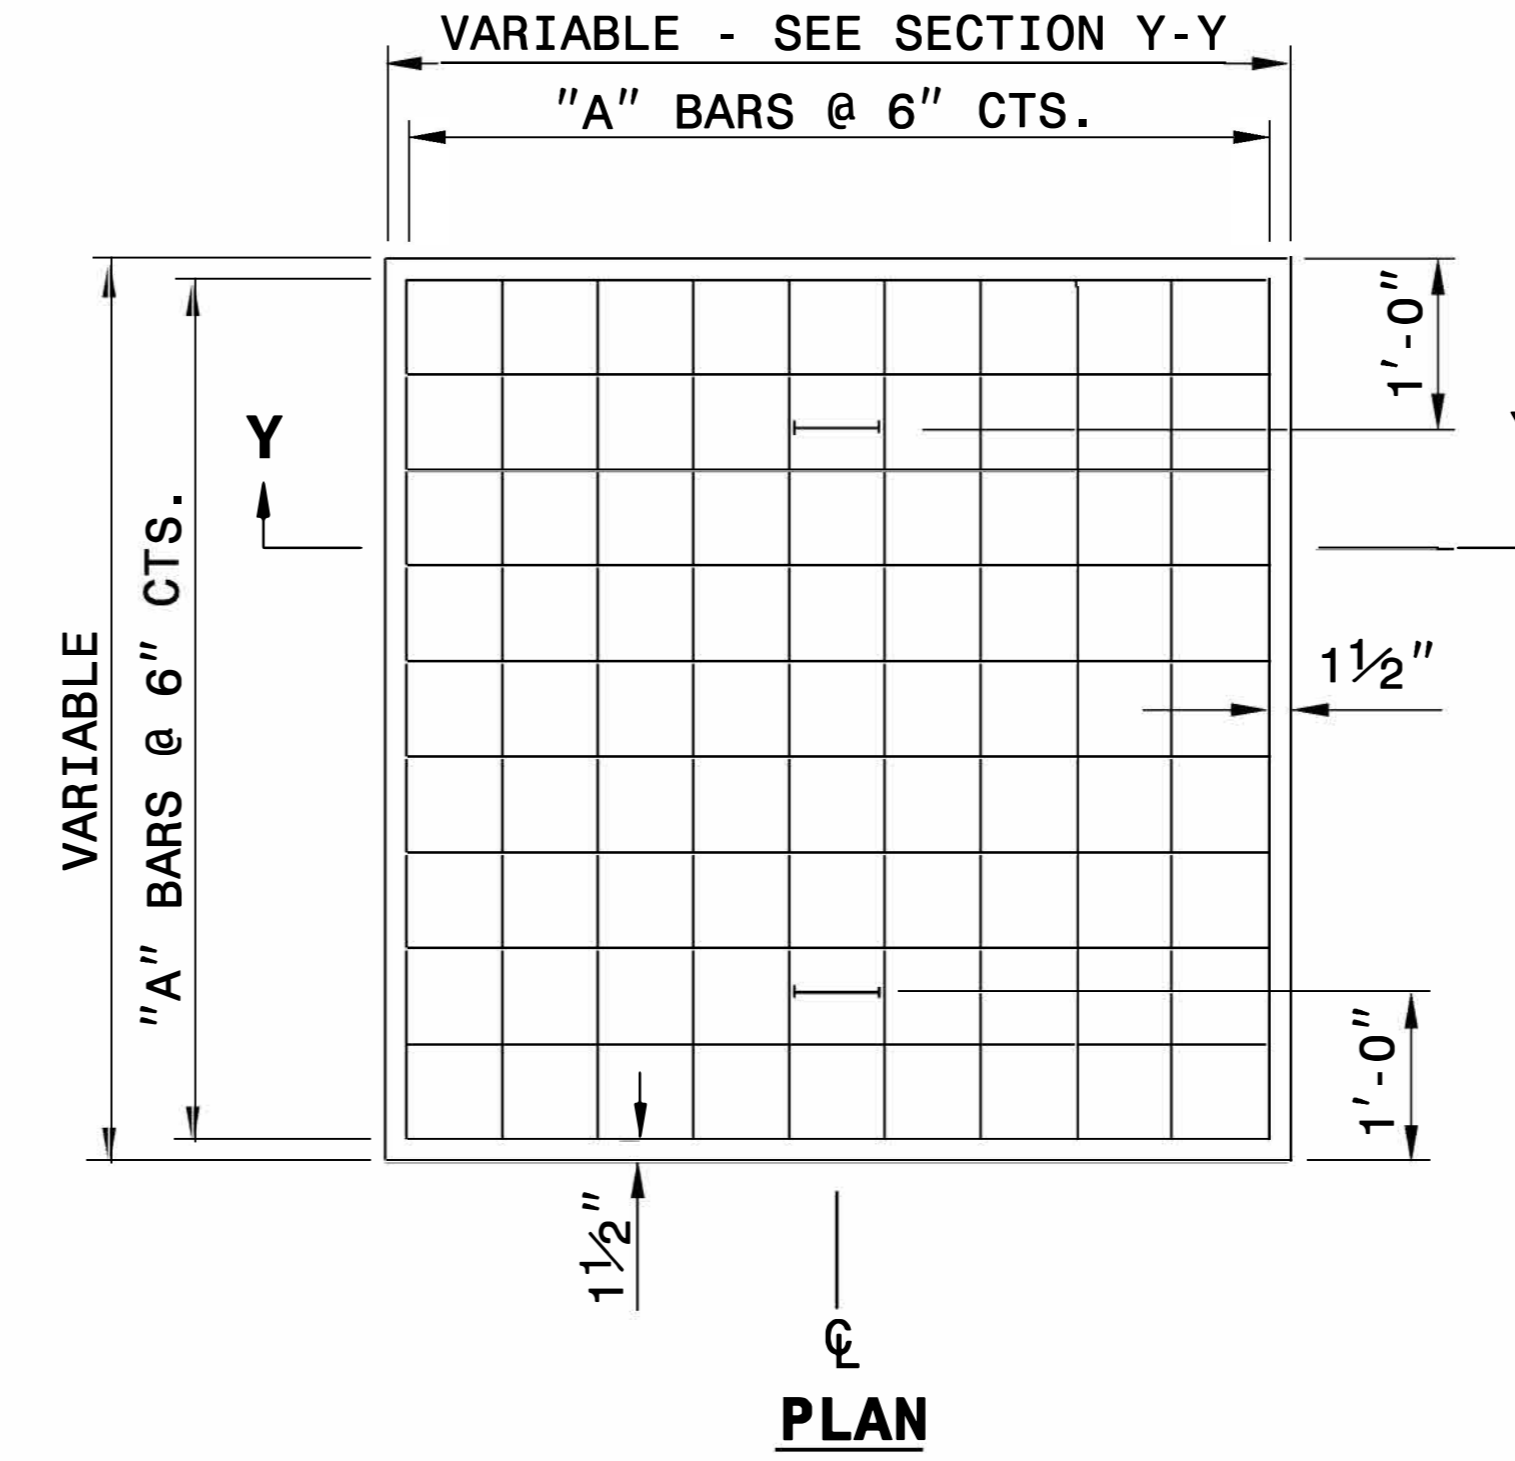 VARIABLE - SEE SECTION Y-Y
"A" BARS @ 6" CTS.
1'-0"
Y
VARIABLE
"A" BARS @ 6" CTS.
1½"
1'-0"
1½"
℄
PLAN